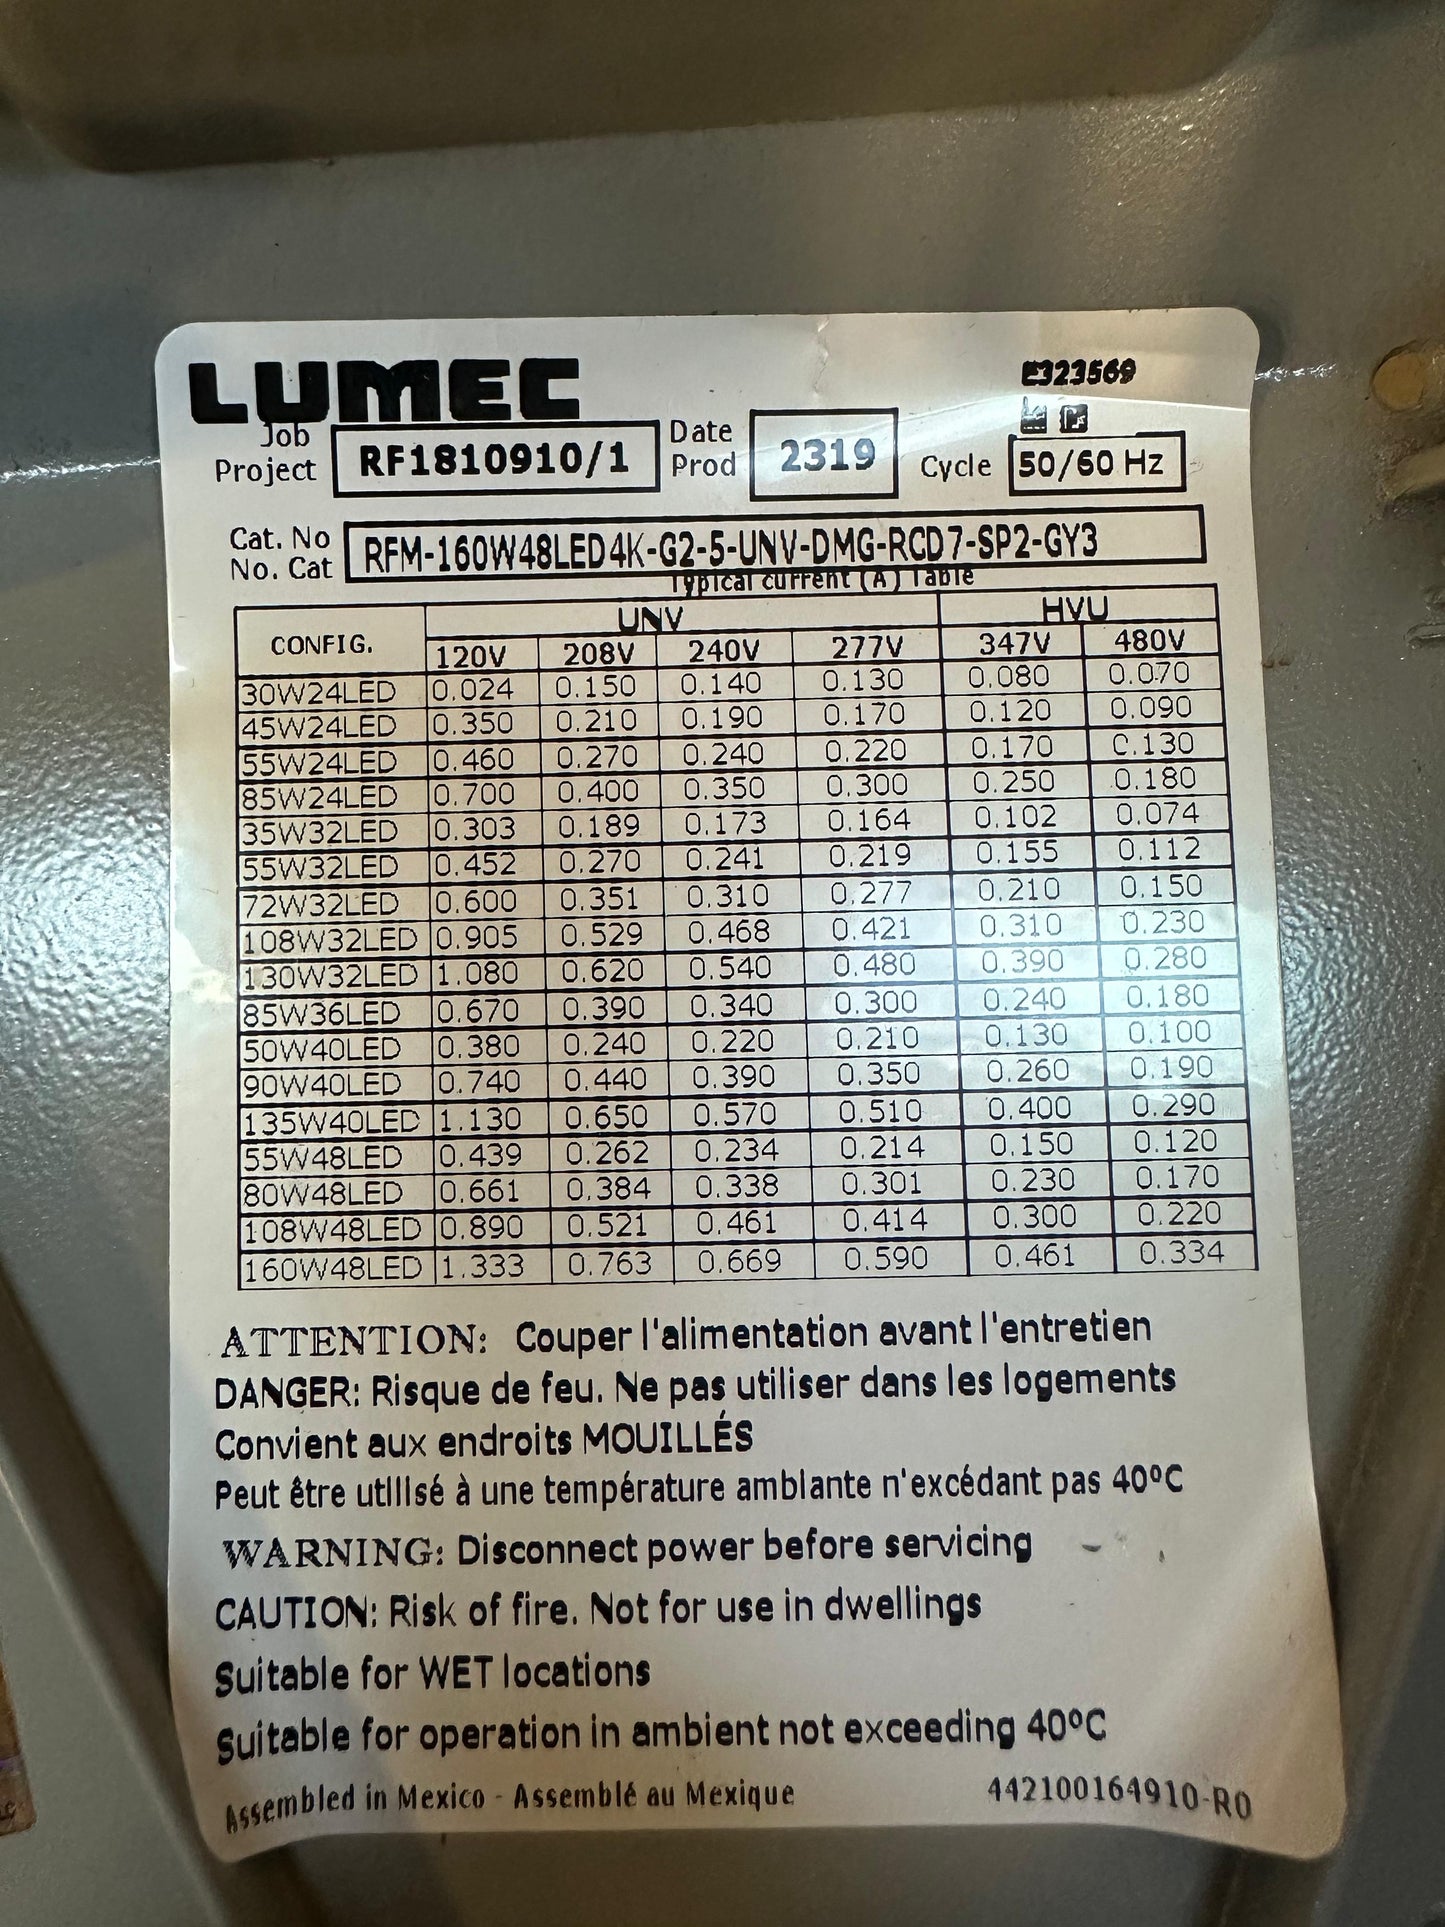 LUMEC
E323569
Job
Project
RF1810910/1
Date
Prod
2319
Cycle
50/60 Hz
Cat. No
No. Cat
RFM-160W48LED4K-G2-5-UNV-DMG-RCD7-SP2-GY3
Typical current (A) Table
CONFIG. UNV HVU
120V 208V 240V 277V 347V 480V
30W24LED 0.024 0.150 0.140 0.130 0.080 0.070
45W24LED 0.350 0.210 0.190 0.170 0.120 0.090
55W24LED 0.460 0.270 0.240 0.220 0.170 0.130
85W24LED 0.700 0.400 0.350 0.300 0.250 0.180
35W32LED 0.303 0.189 0.173 0.164 0.102 0.074
55W32LED 0.452 0.270 0.241 0.219 0.155 0.112
72W32LED 0.600 0.351 0.310 0.277 0.210 0.150
108W32LED 0.905 0.529 0.468 0.421 0.310 0.230
130W32LED 1.080 0.620 0.540 0.480 0.390 0.280
85W36LED 0.670 0.390 0.340 0.300 0.240 0.180
50W40LED 0.380 0.240 0.220 0.210 0.130 0.100
90W40LED 0.740 0.440 0.390 0.350 0.260 0.190
135W40LED 1.130 0.650 0.570 0.510 0.400 0.290
55W48LED 0.439 0.262 0.234 0.214 0.150 0.120
80W48LED 0.661 0.384 0.338 0.301 0.230 0.170
108W48LED 0.890 0.521 0.461 0.414 0.300 0.220
160W48LED 1.333 0.763 0.669 0.590 0.461 0.334
ATTENTION: Couper l'alimentation avant l'entretien
DANGER: Risque de feu. Ne pas utiliser dans les logements
Convient aux endroits MOUILLÉS
Peut être utilisé à une température ambiante n'excédant pas 40ºC
WARNING: Disconnect power before servicing
CAUTION: Risk of fire. Not for use in dwellings
Suitable for WET locations
Suitable for operation in ambient not exceeding 40ºC
Assembled in Mexico - Assemblé au Mexique
442100164910-R0